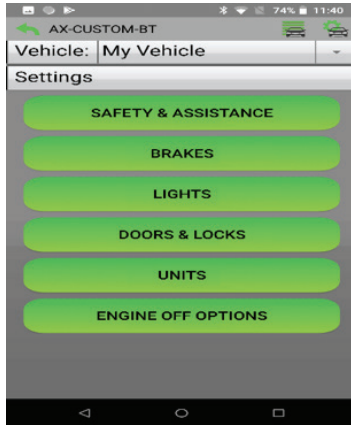 74% 11:40
AX-CUSTOM-BT
Vehicle: My Vehicle
Settings
SAFETY & ASSISTANCE
BRAKES
LIGHTS
DOORS & LOCKS
UNITS
ENGINE OFF OPTIONS